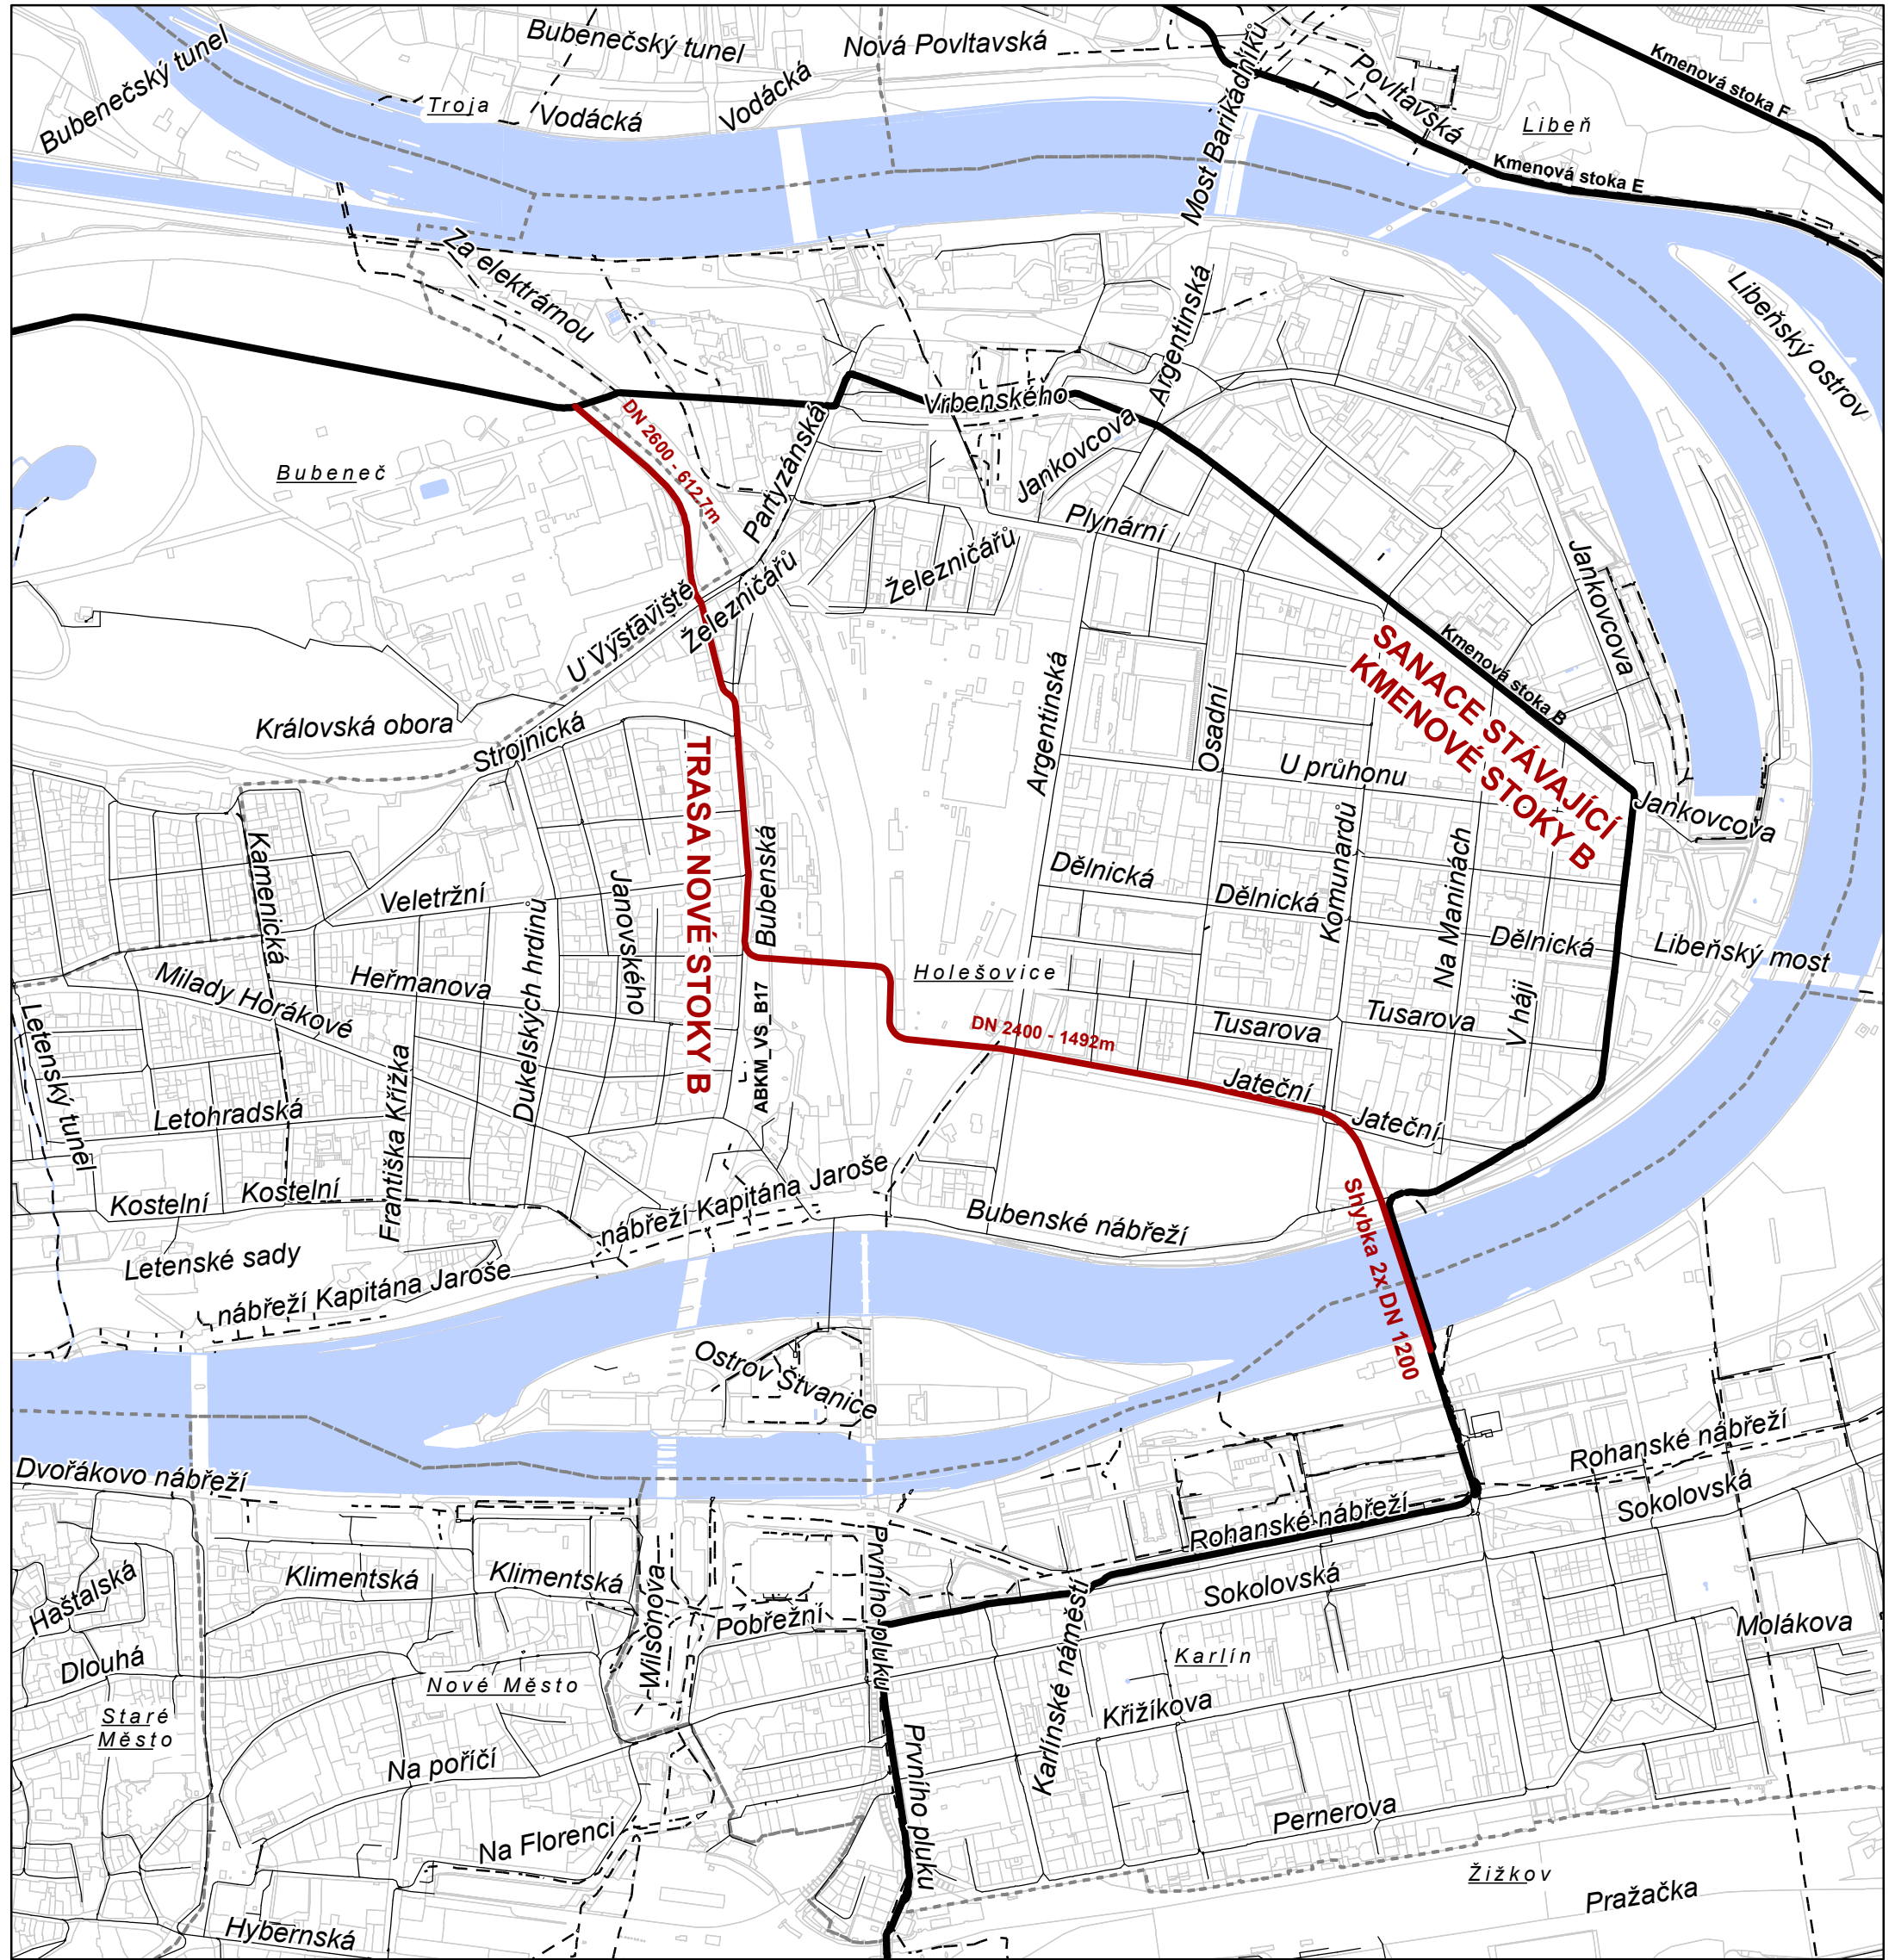 Bubenečský tunel
Bubenečský tunel
Nová Povltavská
Most Barikádníků
Povltavská
Kmenová stoka F
Troja
Vodácká
Vodácká
Libeň
Kmenová stoka E
Za elektrárnou
Argentinská
Libeňský ostrov
Vrbenského
DN 2600 - 612.7m
Partyzánská
Jankovcova
Bubeneč
Plynární
Železničářů
Železničářů
Jankovcova
U Výstaviště
Kmenová stoka B
SANACE STÁVAJÍCÍ
KMENOVÉ STOKY B
Královská obora
Strojnická
Argentinská
Osadní
U průhonu
Jankovcova
TRASA NOVÉ STOKY B
Bubenská
Kamenická
Veletržní
Janovského
Dukelských hrdinů
Dělnická
Dělnická
Komunardů
Na Maninách
Dělnická
Libeňský most
Heřmanova
Milady Horákové
Holešovice
Letenský tunel
ABKM_VS_B17
DN 2400 - 1492m
Tusarova
Tusarova
V háji
Františka Křížka
Letohradská
Jateční
Jateční
Kostelní
Kostelní
nábřeží Kapitána Jaroše
Bubenské nábřeží
Shybka 2x DN 1200
Letenské sady
nábřeží Kapitána Jaroše
Ostrov Štvanice
Dvořákovo nábřeží
Rohanské nábřeží
Sokolovská
Rohanské nábřeží
Haštalská
Klimentská
Klimentská
Wilsonova
Pobřežní
Prvního pluku
Sokolovská
Karlínské náměstí
Molákova
Dlouhá
Nové Město
Karlín
Staré
Město
Křižíkova
Na poříčí
Prvního pluku
Pernerova
Na Florenci
Žižkov
Pražačka
Hybernská